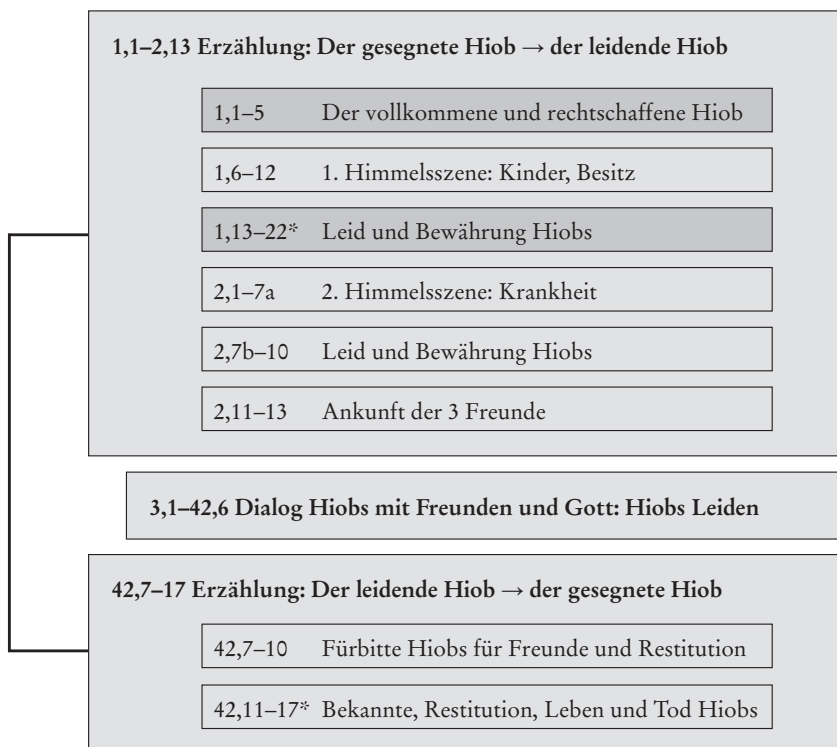 1,1–2,13 Erzählung: Der gesegnete Hiob → der leidende Hiob
1,1–5 Der vollkommene und rechtschaffene Hiob
1,6–12 1. Himmelsszene: Kinder, Besitz
1,13–22* Leid und Bewährung Hiobs
2,1–7a 2. Himmelsszene: Krankheit
2,7b–10 Leid und Bewährung Hiobs
2,11–13 Ankunft der 3 Freunde
3,1–42,6 Dialog Hiobs mit Freunden und Gott: Hiobs Leiden
42,7–17 Erzählung: Der leidende Hiob → der gesegnete Hiob
42,7–10 Fürbitte Hiobs für Freunde und Restitution
42,11–17* Bekannte, Restitution, Leben und Tod Hiobs